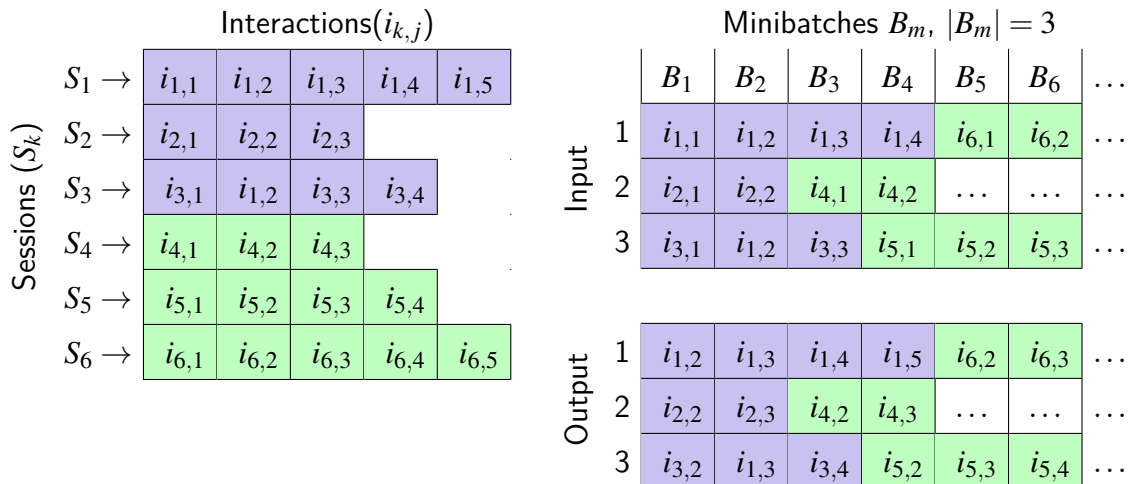 Interactions(i_{k,j})
Sessions (S_k)
S_1 → i_{1,1} i_{1,2} i_{1,3} i_{1,4} i_{1,5}
S_2 → i_{2,1} i_{2,2} i_{2,3}
S_3 → i_{3,1} i_{1,2} i_{3,3} i_{3,4}
S_4 → i_{4,1} i_{4,2} i_{4,3}
S_5 → i_{5,1} i_{5,2} i_{5,3} i_{5,4}
S_6 → i_{6,1} i_{6,2} i_{6,3} i_{6,4} i_{6,5}
Minibatches B_m, |B_m| = 3
B_1 B_2 B_3 B_4 B_5 B_6 ...
Input
1 i_{1,1} i_{1,2} i_{1,3} i_{1,4} i_{6,1} i_{6,2} ...
2 i_{2,1} i_{2,2} i_{4,1} i_{4,2} ... ... ...
3 i_{3,1} i_{1,2} i_{3,3} i_{5,1} i_{5,2} i_{5,3} ...
Output
1 i_{1,2} i_{1,3} i_{1,4} i_{1,5} i_{6,2} i_{6,3} ...
2 i_{2,2} i_{2,3} i_{4,2} i_{4,3} ... ... ...
3 i_{3,2} i_{1,3} i_{3,4} i_{5,2} i_{5,3} i_{5,4} ...